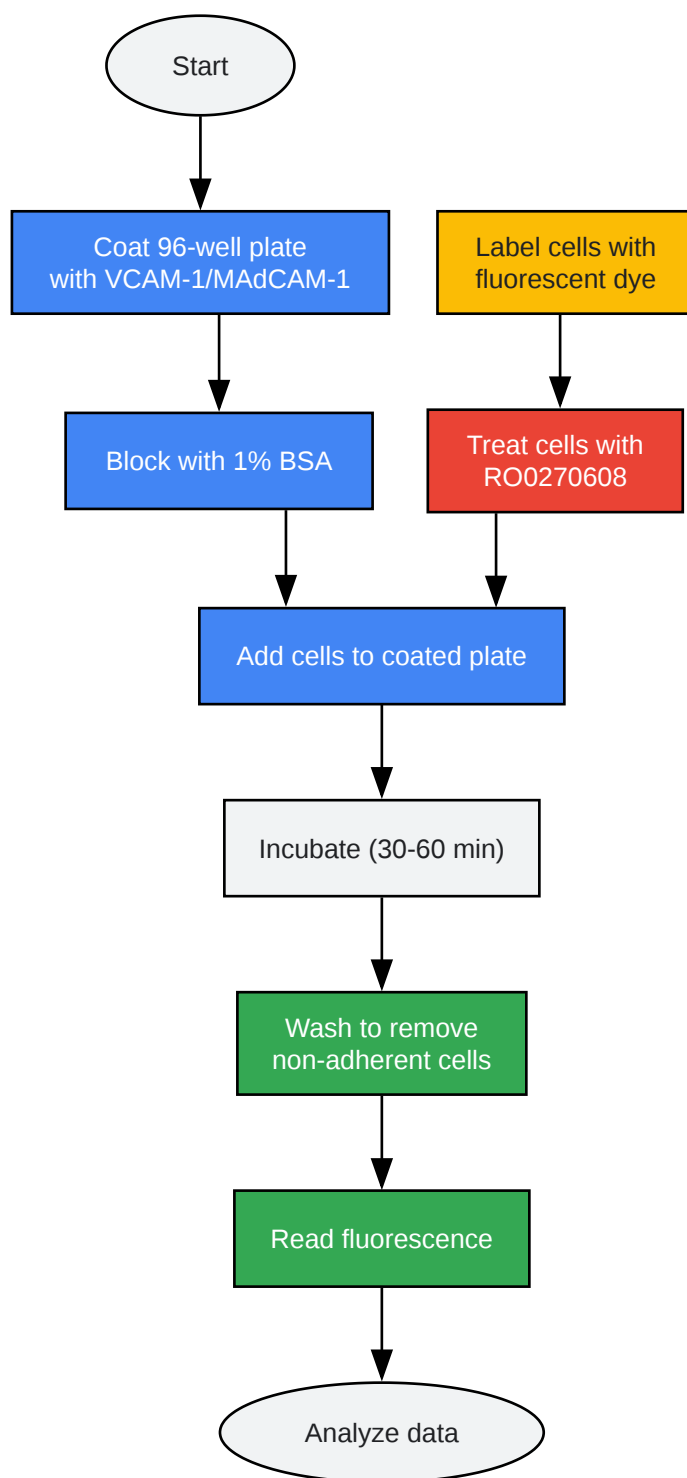 Start
Coat 96-well plate
with VCAM-1/MAdCAM-1
Label cells with
fluorescent dye
Block with 1% BSA
Treat cells with
RO0270608
Add cells to coated plate
Incubate (30-60 min)
Wash to remove
non-adherent cells
Read fluorescence
Analyze data